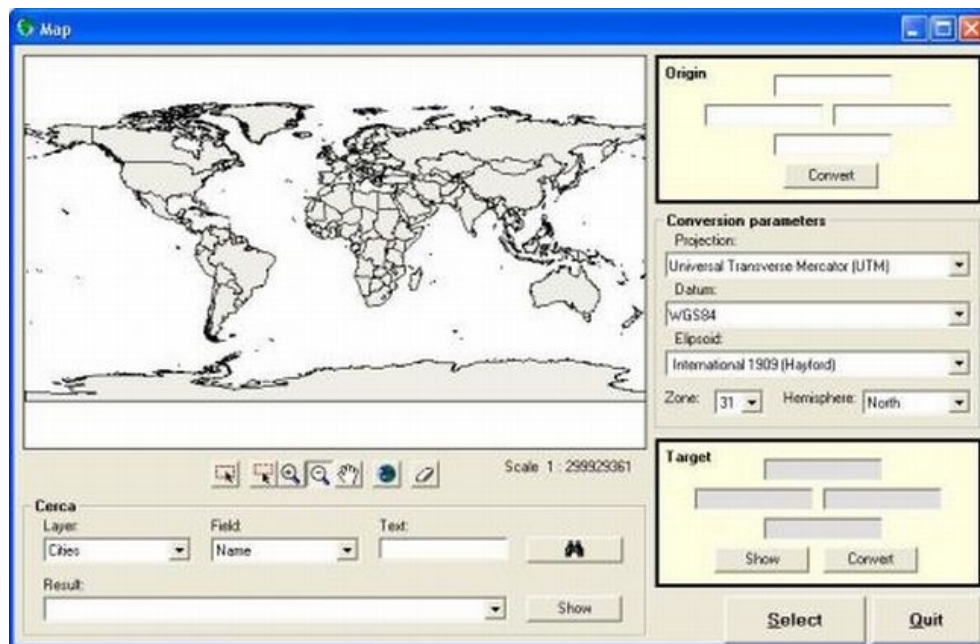 Map
Origin
Convert
Conversion parameters
Projection:
Universal Transverse Mercator (UTM)
Datum:
WGS84
Elipsoid:
International 1909 (Hayford)
Zone: 31 Hemisphere: North
Scale 1 : 299929361
Target
Show Convert
Cerca
Layer: Field: Text:
Cities Name
Result:
Show
Select Quit